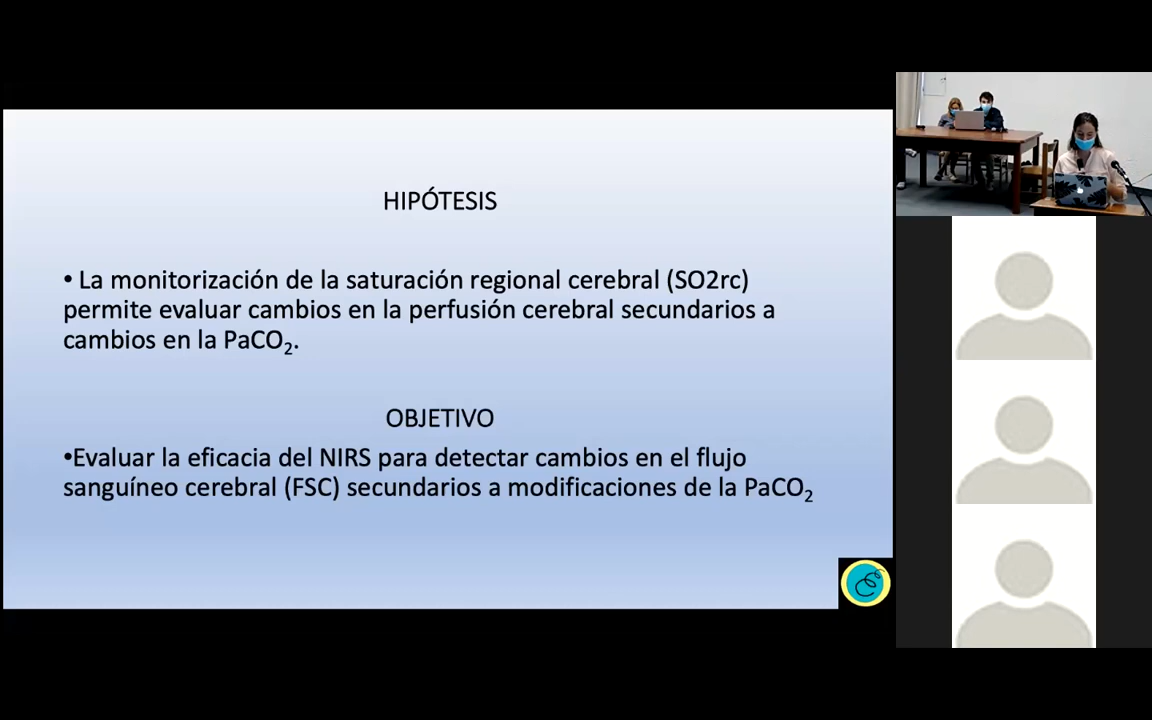 HIPÓTESIS
• La monitorización de la saturación regional cerebral (SO2rc)
permite evaluar cambios en la perfusión cerebral secundarios a
cambios en la PaCO₂.
OBJETIVO
•Evaluar la eficacia del NIRS para detectar cambios en el flujo
sanguíneo cerebral (FSC) secundarios a modificaciones de la PaCO₂